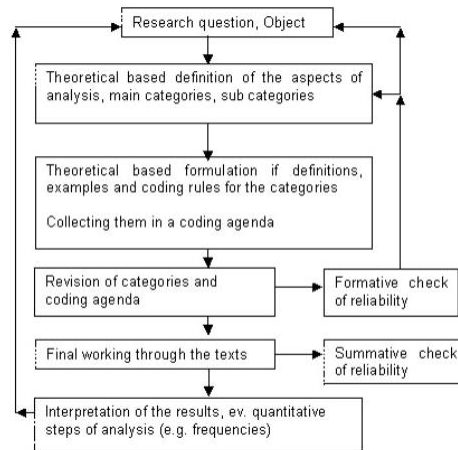 Research question, Object
Theoretical based definition of the aspects of
analysis, main categories, sub categories
Theoretical based formulation if definitions,
examples and coding rules for the categories
Collecting them in a coding agenda
Revision of categories and
coding agenda
Formative check
of reliability
Final working through the texts
Summative check
of reliability
Interpretation of the results, ev. quantitative
steps of analysis (e.g. frequencies)